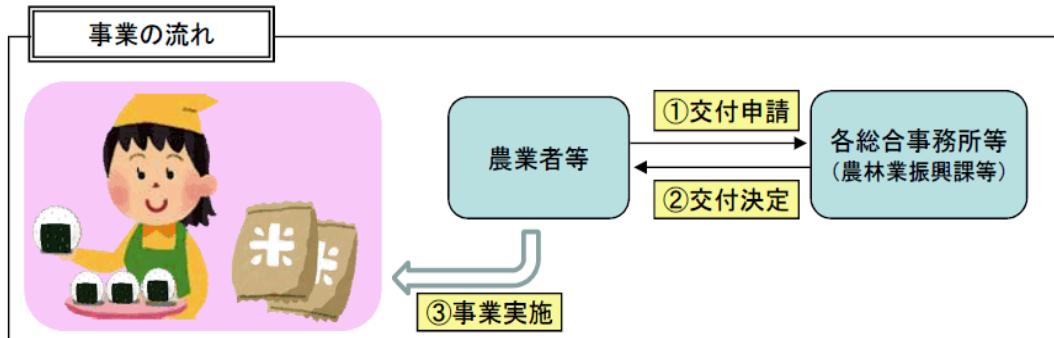 事業の流れ
①交付申請
農業者等
各総合事務所等
(農林業振興課等)
②交付決定
米
米
③事業実施